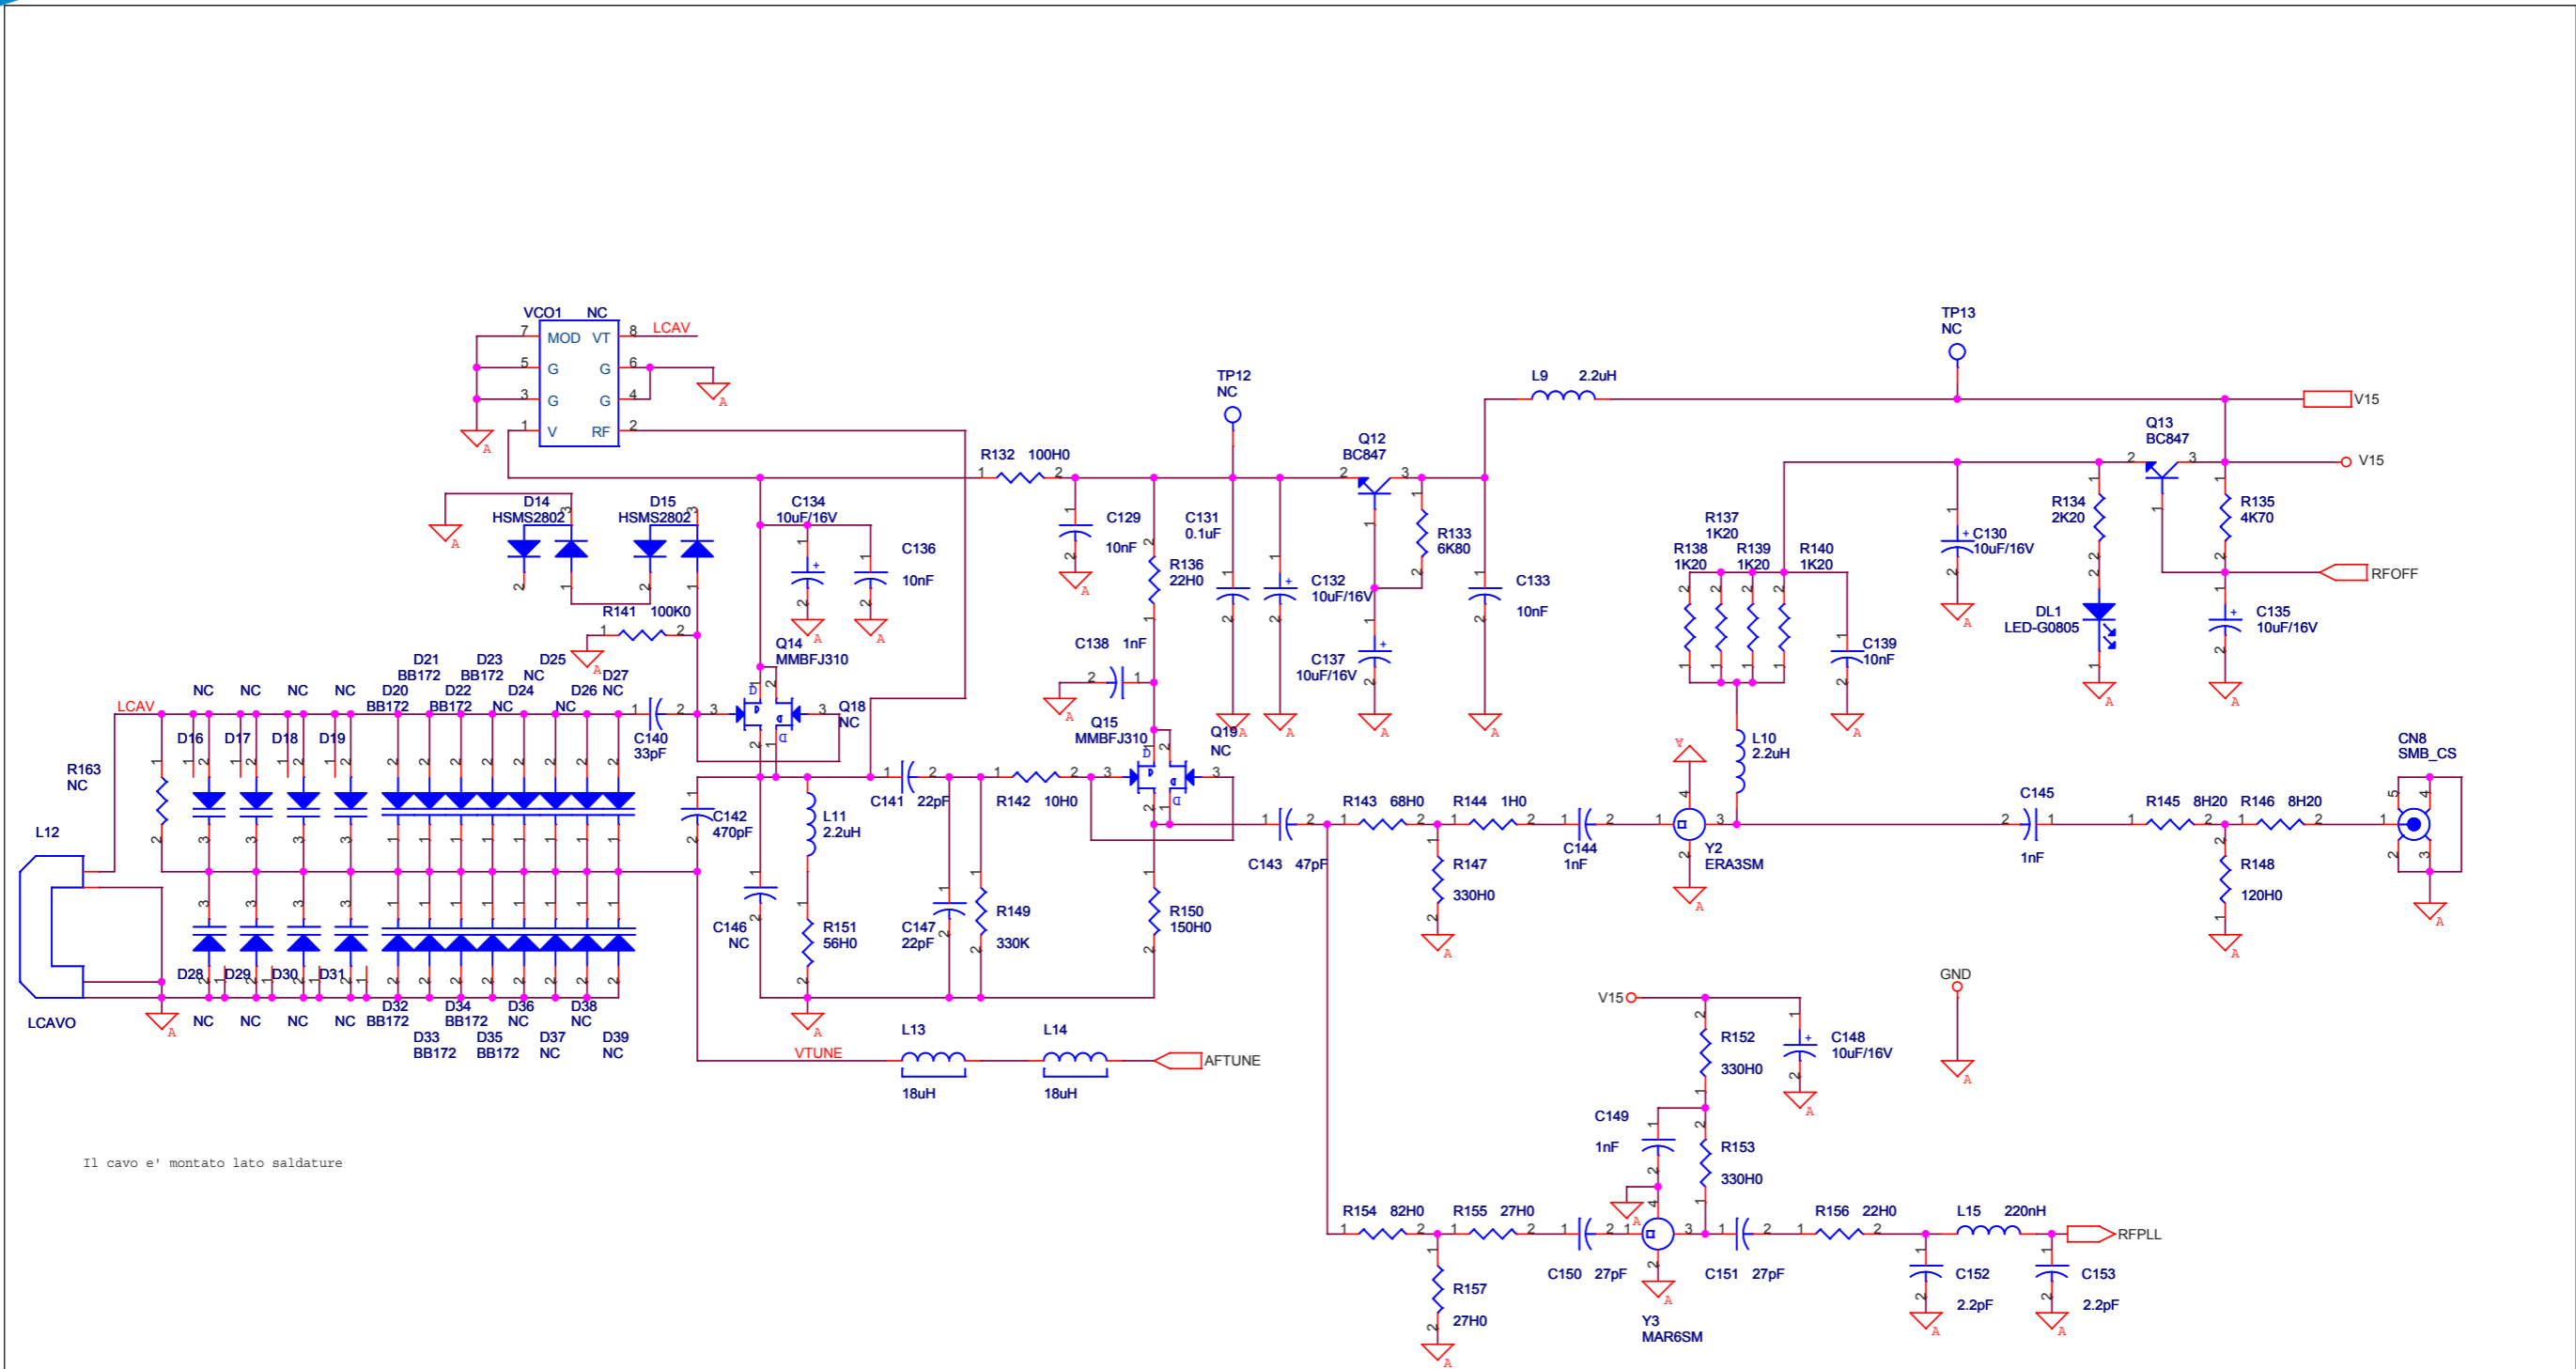 VCO1 NC
7 MOD VT 8 LCAV
5 G G 6
3 G G 4
1 V RF 2
A
A
TP12
NC
TP13
NC
L9 2.2uH
V15
Q12
BC847
Q13
BC847
V15
R132 100H0
D14
HSMS2802
D15
HSMS2802
C134
10uF/16V
C136
10nF
C129
10nF
C131
0.1uF
R136
22H0
C132
10uF/16V
R133
6K80
C133
10nF
R137
1K20
R138
1K20
R139
1K20
R140
1K20
C130
10uF/16V
R134
2K20
R135
4K70
RFOFF
DL1
LED-G0805
C135
10uF/16V
R141 100K0
C138 1nF
C137
10uF/16V
C139
10nF
Q14
MMBFJ310
Q18
NC
Q15
MMBFJ310
Q19
NC
L10
2.2uH
CN8
SMB_CS
D21
BB172
D23
BB172
D25
NC
D27
NC
NC NC NC NC
D20
BB172
D22
BB172
D24
NC
D26
NC
LCAV
D16 D17 D18 D19
C140
33pF
R163
NC
L12
LCAVO
C142
470pF
L11
2.2uH
C141 22pF
R142 10H0
C143 47pF
R143 68H0
R144 1H0
C144
1nF
Y2
ERA3SM
C145
1nF
R145 8H20
R146 8H20
R147
330H0
R148
120H0
C146
NC
R151
56H0
C147
22pF
R149
330K
R150
150H0
D28 D29 D30 D31
NC NC NC NC
D32
BB172
D34
BB172
D36
NC
D38
NC
D33
BB172
D35
BB172
D37
NC
D39
NC
VTUNE
L13
18uH
L14
18uH
AFTUNE
V15
GND
R152
330H0
C148
10uF/16V
C149
1nF
R153
330H0
Il cavo e' montato lato saldature
R154 82H0
R155 27H0
C150 27pF
C151 27pF
R156 22H0
L15 220nH
RFPLL
R157
27H0
Y3
MAR6SM
C152
2.2pF
C153
2.2pF